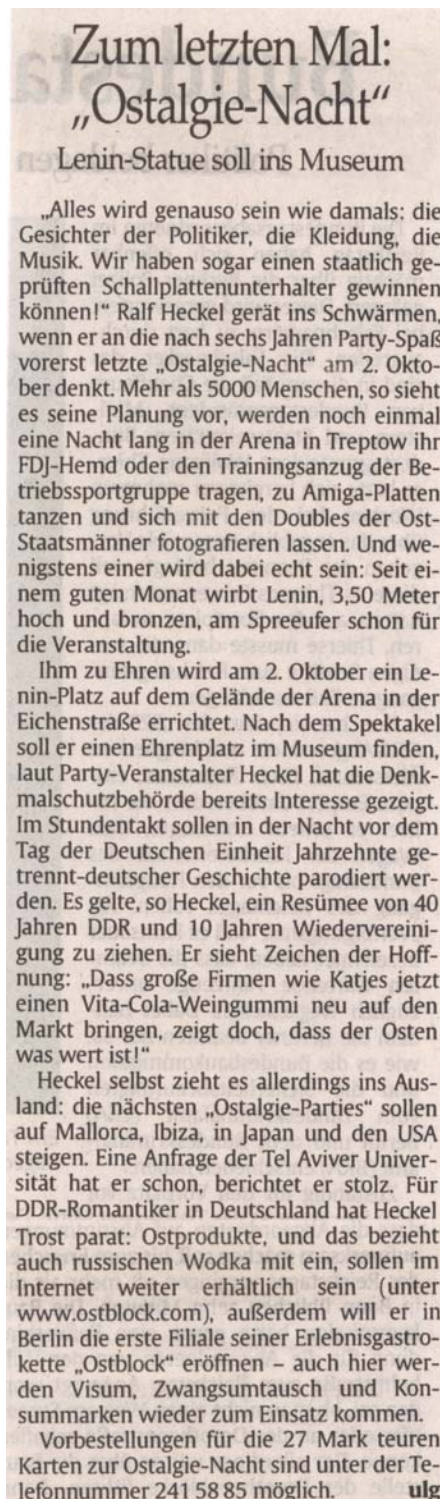 Zum letzten Mal:
„Ostalgie-Nacht“
Lenin-Statue soll ins Museum
„Alles wird genauso sein wie damals: die
Gesichter der Politiker, die Kleidung, die
Musik. Wir haben sogar einen staatlich ge-
prüften Schallplattenunterhalter gewinnen
können!“ Ralf Heckel gerät ins Schwärmen,
wenn er an die nach sechs Jahren Party-Spaß
vorerst letzte „Ostalgie-Nacht“ am 2. Okto-
ber denkt. Mehr als 5000 Menschen, so sieht
es seine Planung vor, werden noch einmal
eine Nacht lang in der Arena in Treptow ihr
FDJ-Hemd oder den Trainingsanzug der Be-
triebssportgruppe tragen, zu Amiga-Platten
tanzen und sich mit den Doubles der Ost-
Staatsmänner fotografieren lassen. Und we-
nigstens einer wird dabei echt sein: Seit ei-
nem guten Monat wirbt Lenin, 3,50 Meter
hoch und bronzen, am Spreeufer schon für
die Veranstaltung.
Ihm zu Ehren wird am 2. Oktober ein Le-
nin-Platz auf dem Gelände der Arena in der
Eichenstraße errichtet. Nach dem Spektakel
soll er einen Ehrenplatz im Museum finden,
laut Party-Veranstalter Heckel hat die Denk-
malschutzbehörde bereits Interesse gezeigt.
Im Stundentakt sollen in der Nacht vor dem
Tag der Deutschen Einheit Jahrzehnte ge-
trennt-deutscher Geschichte parodiert wer-
den. Es gelte, so Heckel, ein Resümee von 40
Jahren DDR und 10 Jahren Wiedervereini-
gung zu ziehen. Er sieht Zeichen der Hoff-
nung: „Dass große Firmen wie Katjes jetzt
einen Vita-Cola-Weingummi neu auf den
Markt bringen, zeigt doch, dass der Osten
was wert ist!“
Heckel selbst zieht es allerdings ins Aus-
land: die nächsten „Ostalgie-Parties“ sollen
auf Mallorca, Ibiza, in Japan und den USA
steigen. Eine Anfrage der Tel Aviver Univer-
sität hat er schon, berichtet er stolz. Für
DDR-Romantiker in Deutschland hat Heckel
Trost parat: Ostprodukte, und das bezieht
auch russischen Wodka mit ein, sollen im
Internet weiter erhältlich sein (unter
www.ostblock.com), außerdem will er in
Berlin die erste Filiale seiner Erlebnisgastro-
kette „Ostblock“ eröffnen – auch hier wer-
den Visum, Zwangsumtausch und Kon-
summarken wieder zum Einsatz kommen.
Vorbestellungen für die 27 Mark teuren
Karten zur Ostalgie-Nacht sind unter der Te-
lefonnummer 241 58 85 möglich. ulg